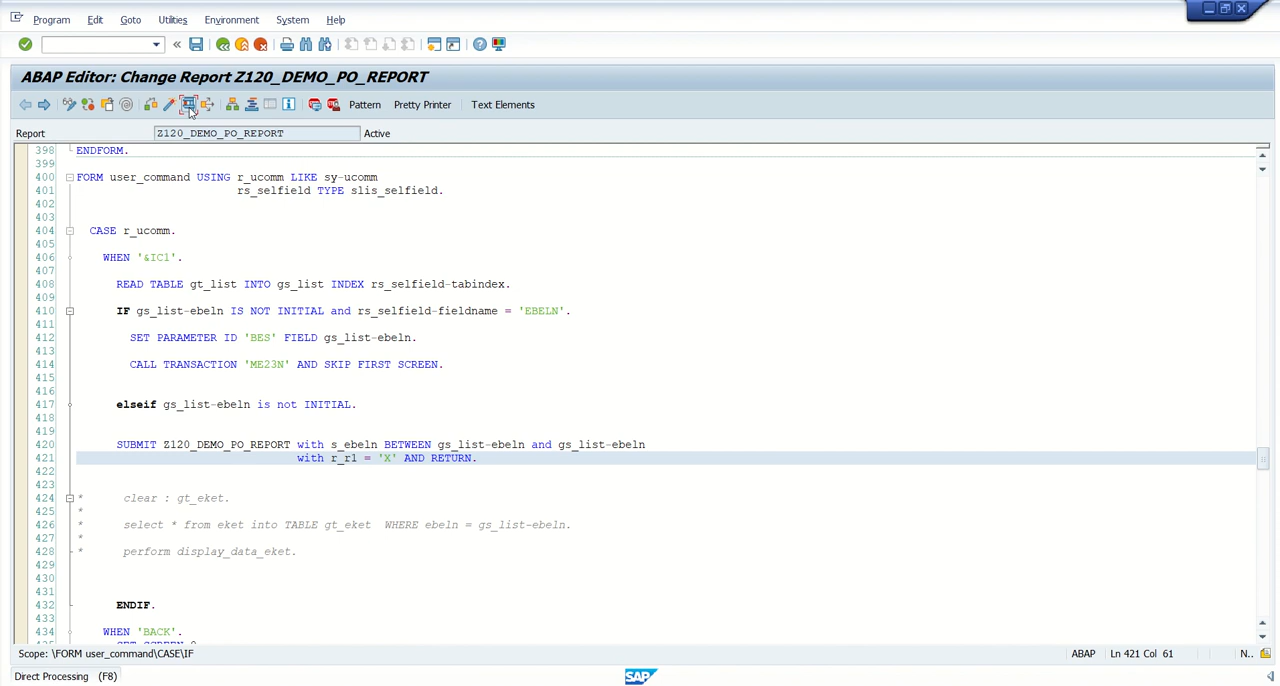 Program Edit Goto Utilities Environment System Help
ABAP Editor: Change Report Z120_DEMO_PO_REPORT
Pattern Pretty Printer Text Elements
Report Z120_DEMO_PO_REPORT Active
398 ENDFORM.
399
400 FORM user_command USING r_ucomm LIKE sy-ucomm
401 rs_selfield TYPE slis_selfield.
402
403
404 CASE r_ucomm.
405
406 WHEN '&IC1'.
407
408 READ TABLE gt_list INTO gs_list INDEX rs_selfield-tabindex.
409
410 IF gs_list-ebeln IS NOT INITIAL and rs_selfield-fieldname = 'EBELN'.
411
412 SET PARAMETER ID 'BES' FIELD gs_list-ebeln.
413
414 CALL TRANSACTION 'ME23N' AND SKIP FIRST SCREEN.
415
416
417 elseif gs_list-ebeln is not INITIAL.
418
419
420 SUBMIT Z120_DEMO_PO_REPORT with s_ebeln BETWEEN gs_list-ebeln and gs_list-ebeln
421 with r_r1 = 'X' AND RETURN.
422
423
424 * clear : gt_eket.
425 *
426 * select * from eket into TABLE gt_eket WHERE ebeln = gs_list-ebeln.
427 *
428 * perform display_data_eket.
429
430
431
432 ENDIF.
433
434 WHEN 'BACK'.
Scope: \FORM user_command\CASE\IF ABAP Ln 421 Col 61 N..
Direct Processing (F8) SAP